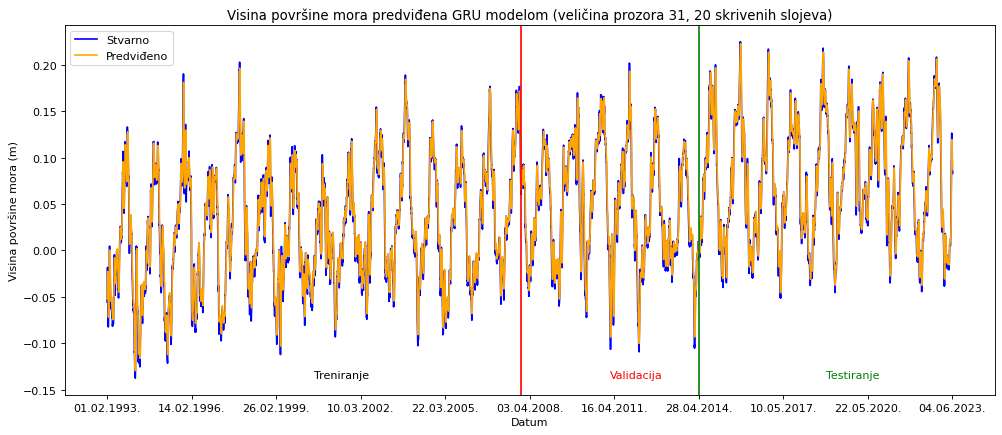 Visina površine mora predviđena GRU modelom (veličina prozora 31, 20 skrivenih slojeva)
Stvarno
Predviđeno
Visina površine mora (m)
0.20
0.15
0.10
0.05
0.00
−0.05
−0.10
−0.15
Treniranje
Validacija
Testiranje
01.02.1993.
14.02.1996.
26.02.1999.
10.03.2002.
22.03.2005.
03.04.2008.
16.04.2011.
28.04.2014.
10.05.2017.
22.05.2020.
04.06.2023.
Datum